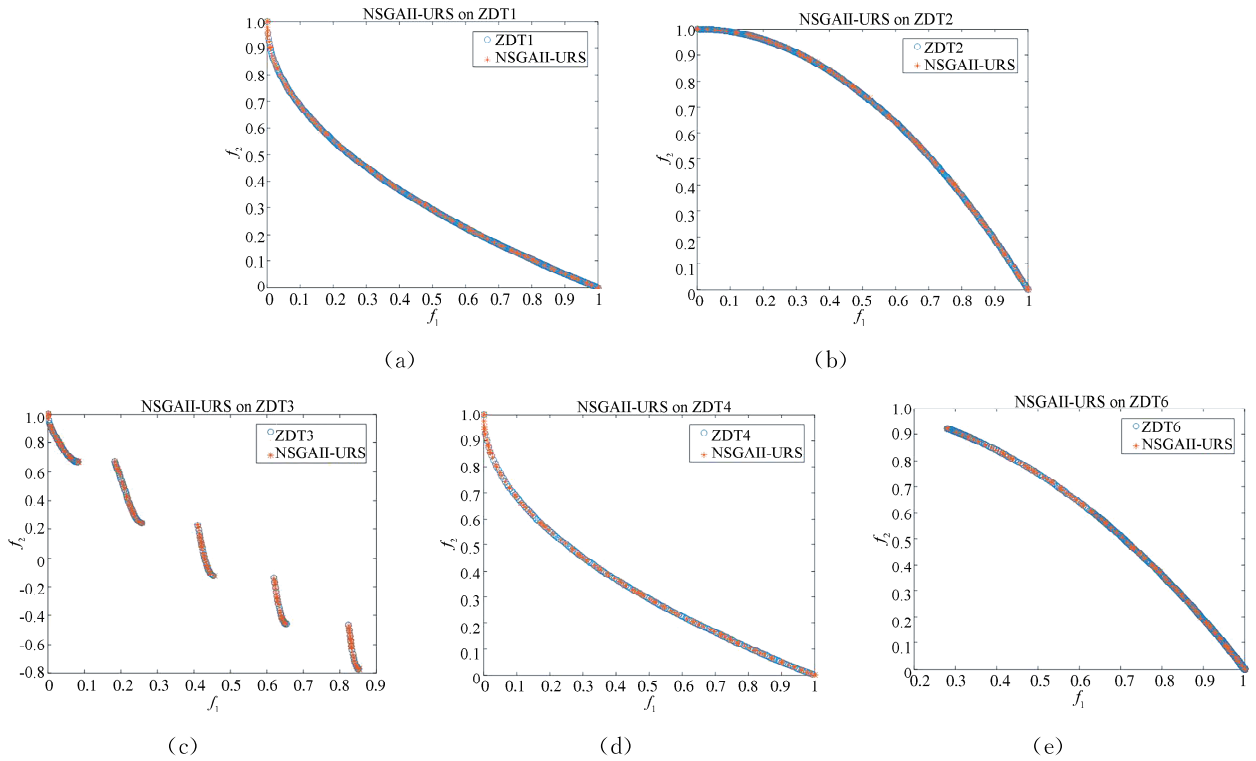 NSGAII-URS on ZDT1
ZDT1
NSGAII-URS
1.0
0.9
0.8
0.7
0.6
0.5
0.4
0.3
0.2
0.1
0
f2
0 0.1 0.2 0.3 0.4 0.5 0.6 0.7 0.8 0.9 1
f1
(a)
NSGAII-URS on ZDT2
ZDT2
NSGAII-URS
1.0
0.9
0.8
0.7
0.6
0.5
0.4
0.3
0.2
0.1
0
f2
0 0.1 0.2 0.3 0.4 0.5 0.6 0.7 0.8 0.9 1
f1
(b)
NSGAII-URS on ZDT3
ZDT3
NSGAII-URS
1.0
0.8
0.6
0.4
0.2
0
-0.2
-0.4
-0.6
-0.8
f2
0 0.1 0.2 0.3 0.4 0.5 0.6 0.7 0.8 0.9
f1
(c)
NSGAII-URS on ZDT4
ZDT4
NSGAII-URS
1.0
0.9
0.8
0.7
0.6
0.5
0.4
0.3
0.2
0.1
0
f2
0 0.1 0.2 0.3 0.4 0.5 0.6 0.7 0.8 0.9 1
f1
(d)
NSGAII-URS on ZDT6
ZDT6
NSGAII-URS
1.0
0.9
0.8
0.7
0.6
0.5
0.4
0.3
0.2
0.1
0
f2
0.2 0.3 0.4 0.5 0.6 0.7 0.8 0.9 1
f1
(e)